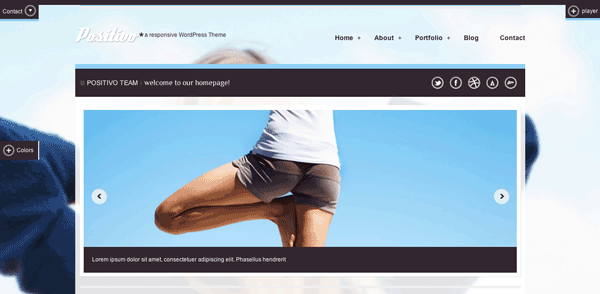 Contact
player
Positivo ★ a responsive WordPress Theme
Home + About + Portfolio + Blog Contact
POSITIVO TEAM welcome to our homepage!
Colors
Lorem ipsum dolor sit amet, consectetuer adipiscing elit. Phasellus hendrerit